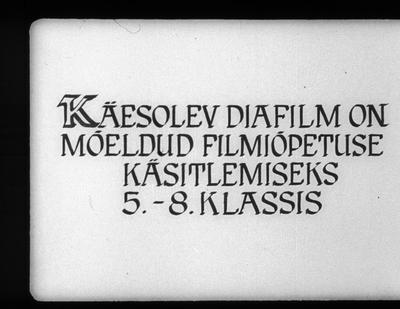 KÄESOLEV DIAFILM ON
MÕELDUD FILMIÕPETUSE
KÄSITLEMISEKS
5.-8. KLASSIS